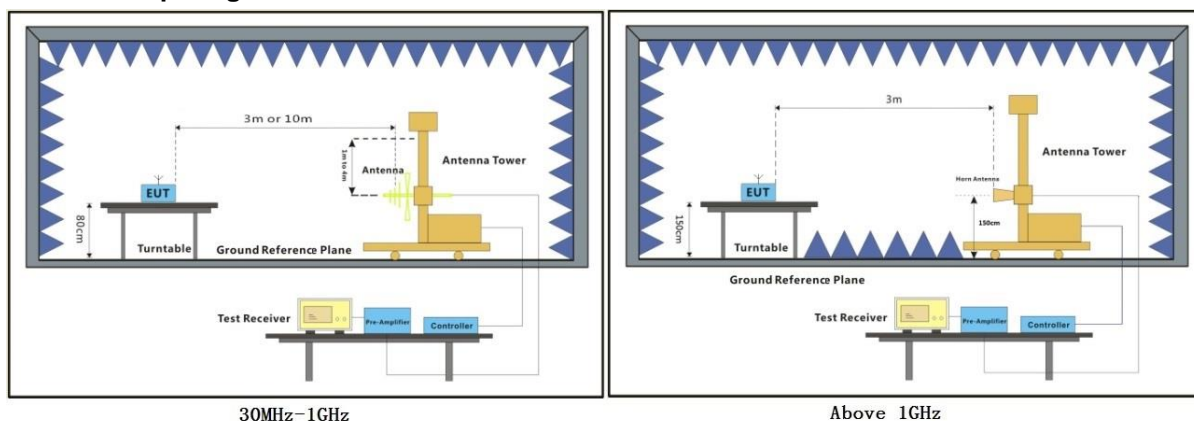 3m or 10m
1m to 4m
Antenna
Antenna Tower
EUT
80cm
Turntable
Ground Reference Plane
Test Receiver
Pre-Amplifier
Controller
30MHz-1GHz
3m
Antenna Tower
Horn Antenna
EUT
150cm
150cm
Turntable
Ground Reference Plane
Test Receiver
Pre-Amplifier
Controller
Above 1GHz